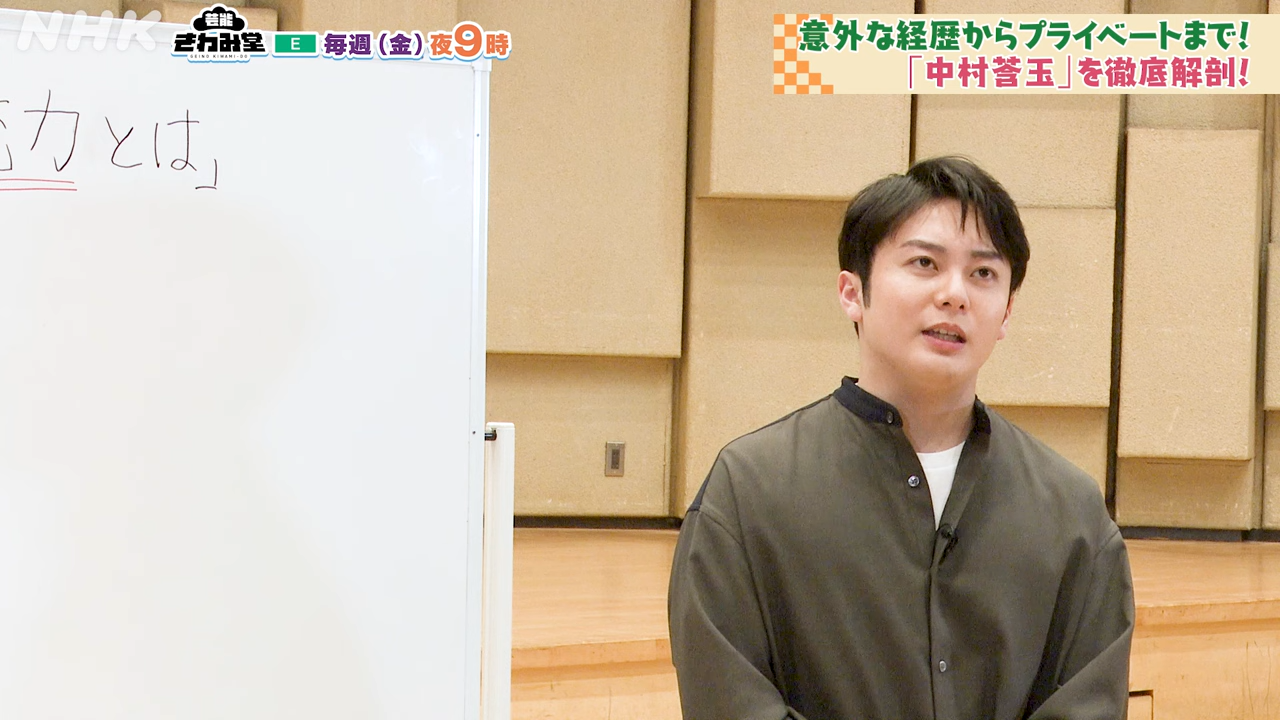 NHK
芸能
きわみ堂
GEINO KIWAMI-DO
E 毎週(金)夜9時
意外な経歴からプライベートまで!
「中村莟玉」を徹底解剖!
力とは」